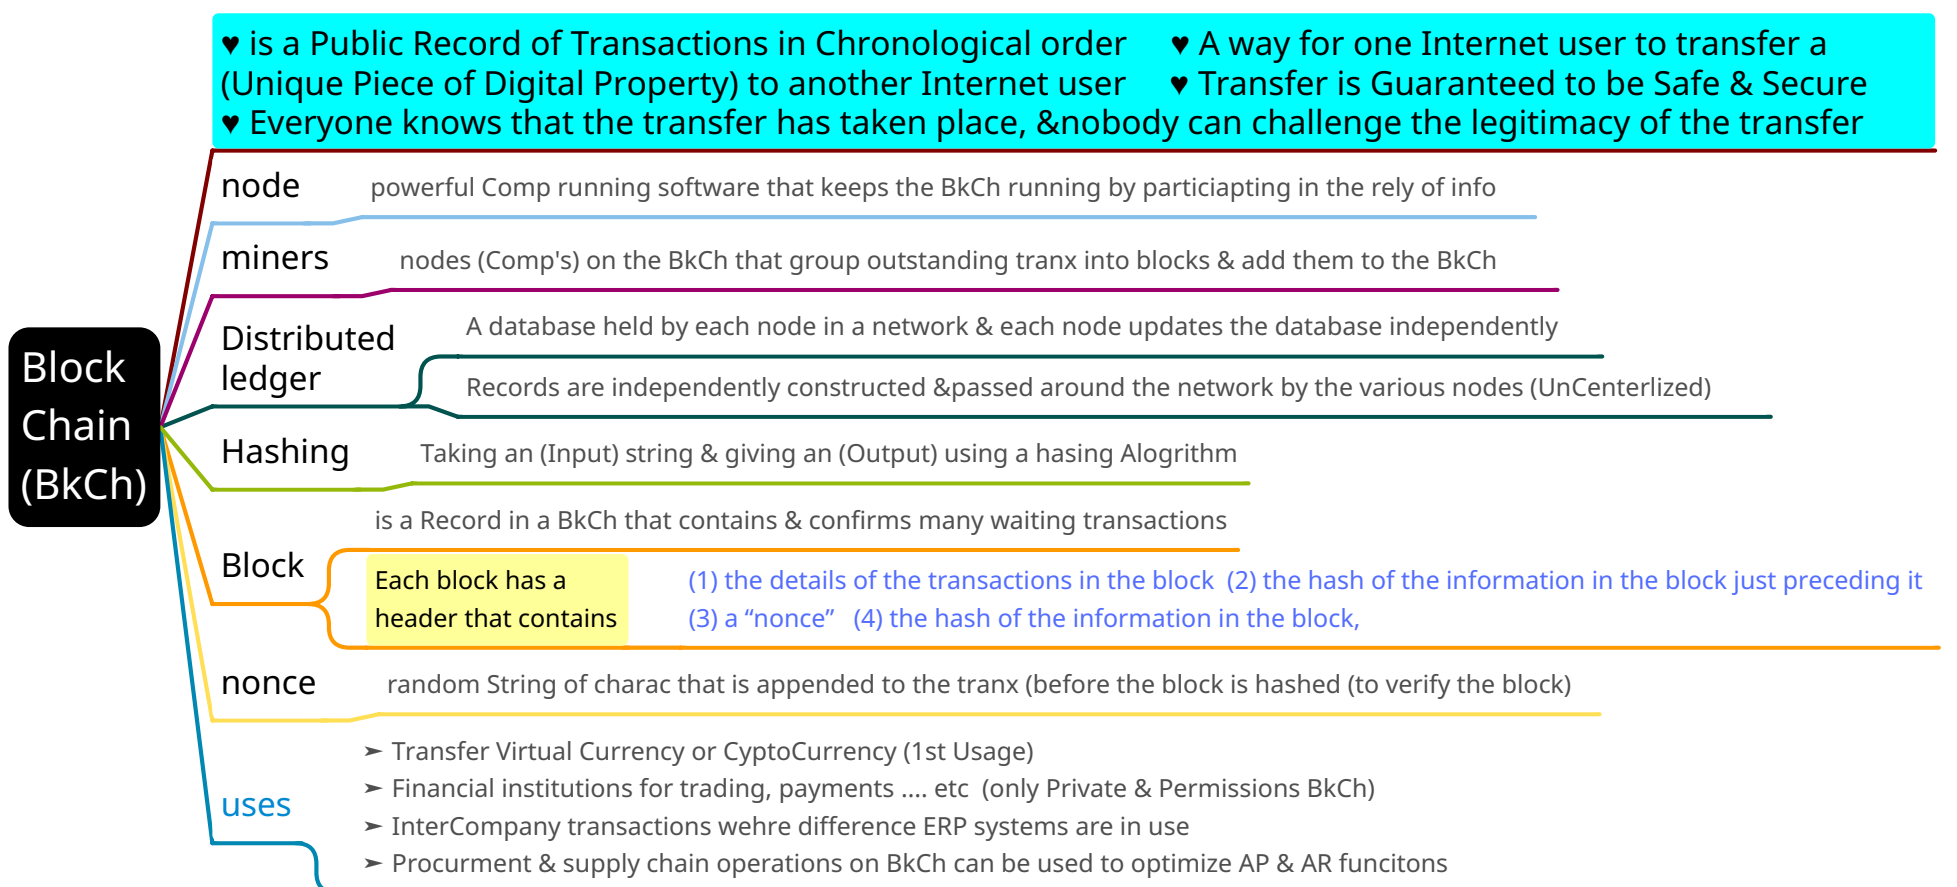 ♥ is a Public Record of Transactions in Chronological order ♥ A way for one Internet user to transfer a
(Unique Piece of Digital Property) to another Internet user ♥ Transfer is Guaranteed to be Safe & Secure
♥ Everyone knows that the transfer has taken place, &nobody can challenge the legitimacy of the transfer
node powerful Comp running software that keeps the BkCh running by particiapting in the rely of info
miners nodes (Comp's) on the BkCh that group outstanding tranx into blocks & add them to the BkCh
Block
Chain
(BkCh)
Distributed
ledger
A database held by each node in a network & each node updates the database independently
Records are independently constructed &passed around the network by the various nodes (UnCenterlized)
Hashing Taking an (Input) string & giving an (Output) using a hasing Alogrithm
Block
is a Record in a BkCh that contains & confirms many waiting transactions
Each block has a
header that contains
(1) the details of the transactions in the block (2) the hash of the information in the block just preceding it
(3) a “nonce” (4) the hash of the information in the block,
nonce random String of charac that is appended to the tranx (before the block is hashed (to verify the block)
uses
➢ Transfer Virtual Currency or CyptoCurrency (1st Usage)
➢ Financial institutions for trading, payments .... etc (only Private & Permissions BkCh)
➢ InterCompany transactions wehre difference ERP systems are in use
➢ Procurment & supply chain operations on BkCh can be used to optimize AP & AR funcitons